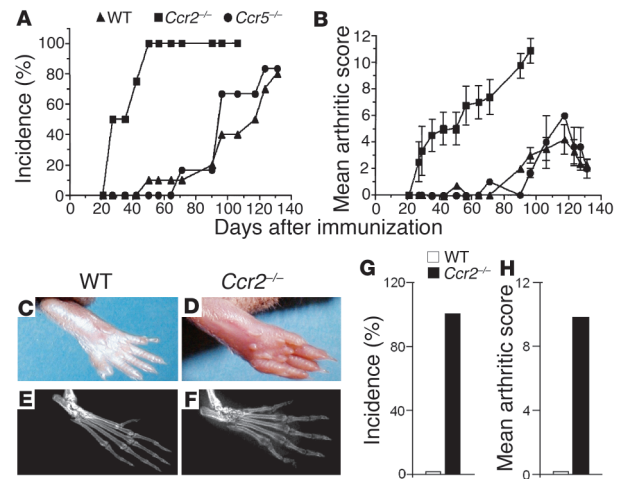 A
WT Ccr2–/– Ccr5–/–
Incidence (%)
100
80
60
40
20
0
0 20 40 60 80 100 120 140
B
Mean arthritic score
12
10
8
6
4
2
0
0 20 40 60 80 100 120 140
Days after immunization
WT Ccr2–/–
C D
E F
WT
Ccr2–/–
G
Incidence (%)
120
80
40
0
H
Mean arthritic score
12
8
4
0